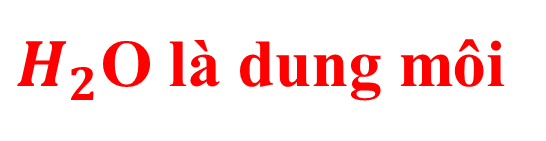 H₂O là dung môi